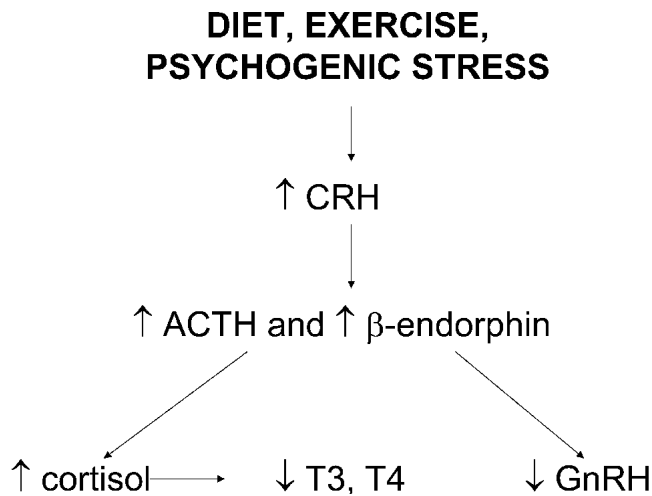 DIET, EXERCISE,
PSYCHOGENIC STRESS
↑ CRH
↑ ACTH and ↑ β-endorphin
↑ cortisol ↓ T3, T4 ↓ GnRH